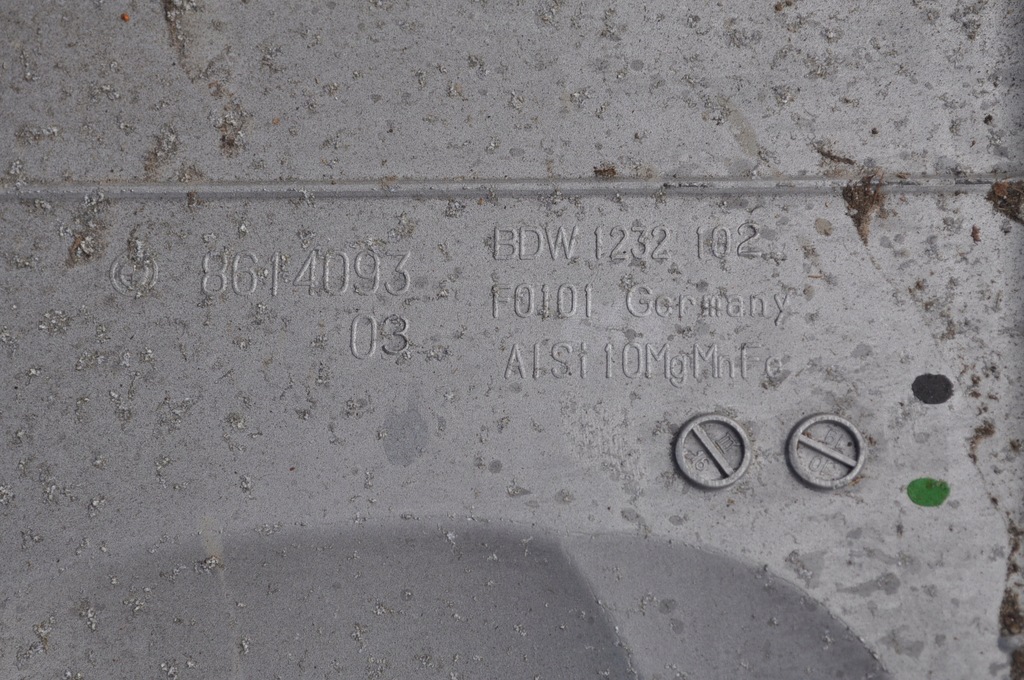 © 8614093
03
BDW 1232 102
F0101 Germany
AlSi10MgMnFe